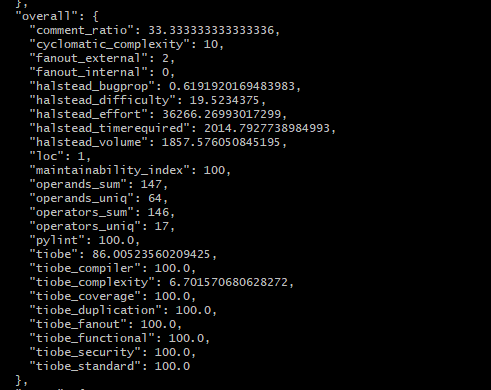 },
"overall": {
"comment_ratio": 33.333333333333336,
"cyclomatic_complexity": 10,
"fanout_external": 2,
"fanout_internal": 0,
"halstead_bugprop": 0.6191920169483983,
"halstead_difficulty": 19.5234375,
"halstead_effort": 36266.26993017299,
"halstead_timerequired": 2014.7927738984993,
"halstead_volume": 1857.576050845195,
"loc": 1,
"maintainability_index": 100,
"operands_sum": 147,
"operands_uniq": 64,
"operators_sum": 146,
"operators_uniq": 17,
"pylint": 100.0,
"tiobe": 86.00523560209425,
"tiobe_compiler": 100.0,
"tiobe_complexity": 6.701570680628272,
"tiobe_coverage": 100.0,
"tiobe_duplication": 100.0,
"tiobe_fanout": 100.0,
"tiobe_functional": 100.0,
"tiobe_security": 100.0,
"tiobe_standard": 100.0
},